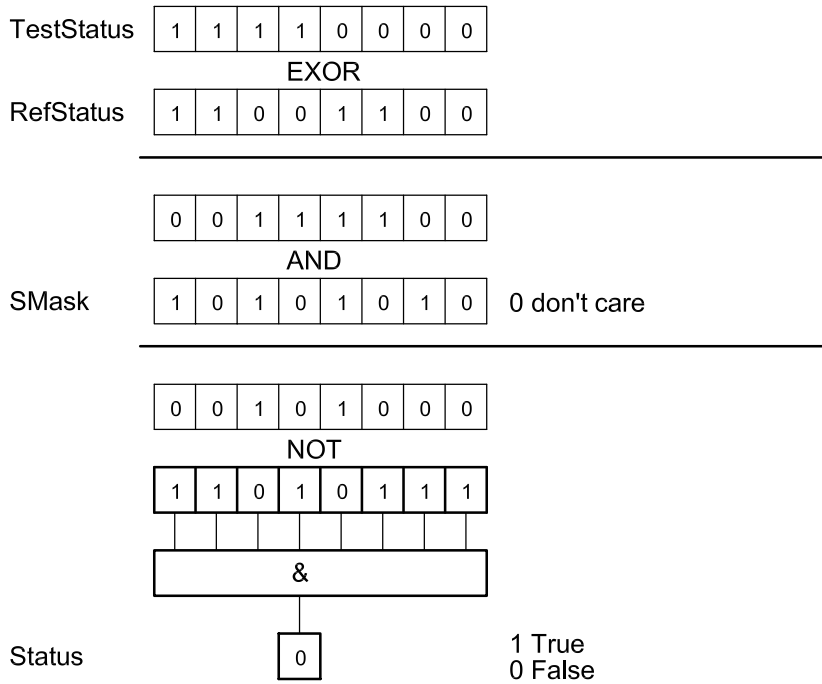 TestStatus 1 1 1 1 0 0 0 0
EXOR
RefStatus 1 1 0 0 1 1 0 0
0 0 1 1 1 1 0 0
AND
SMask 1 0 1 0 1 0 1 0 0 don't care
0 0 1 0 1 0 0 0
NOT
1 1 0 1 0 1 1 1
&
Status 0 1 True
0 False